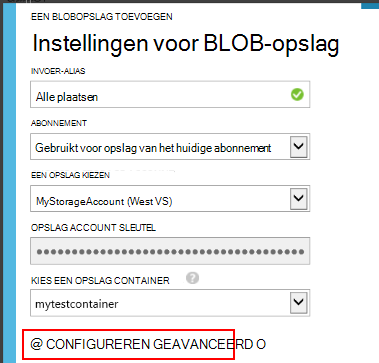 EEN BLOBOPSLAG TOEVOEGEN
Instellingen voor BLOB-opslag
INVOER-ALIAS
Alle plaatsen
ABONNEMENT
Gebruikt voor opslag van het huidige abonnement
EEN OPSLAG KIEZEN
MyStorageAccount (West VS)
OPSLAG ACCOUNT SLEUTEL
KIES EEN OPSLAG CONTAINER ?
mytestcontainer
@ CONFIGUREREN GEAVANCEERD O